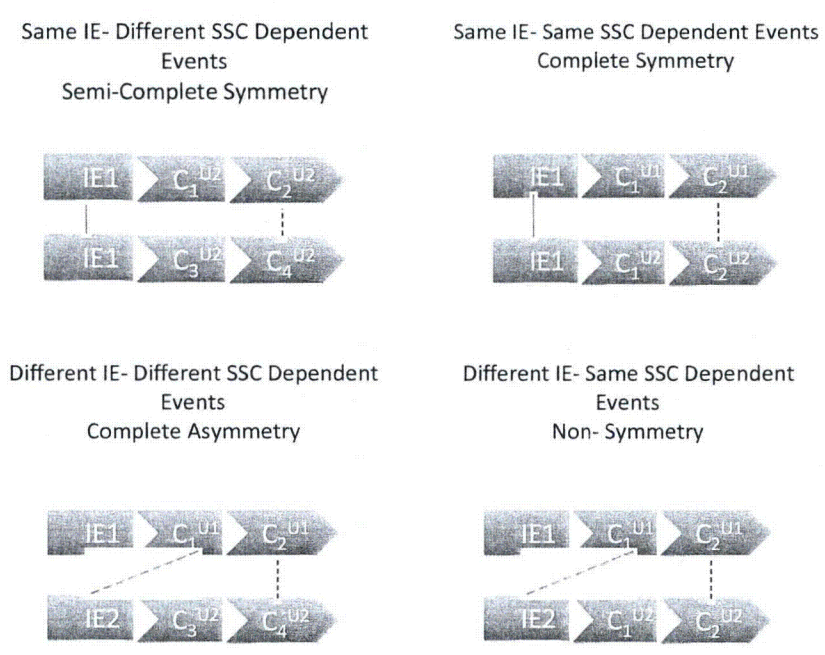 Same IE- Different SSC Dependent
Events
Semi-Complete Symmetry
IE1 C₁ᵁ² C₂ᵁ²
IE1 C₃ᵁ² C₄ᵁ²
Same IE- Same SSC Dependent Events
Complete Symmetry
IE1 C₁ᵁ¹ C₂ᵁ¹
IE1 C₁ᵁ² C₂ᵁ²
Different IE- Different SSC Dependent
Events
Complete Asymmetry
IE1 C₁ᵁ¹ C₂ᵁ¹
IE2 C₃ᵁ² C₄ᵁ²
Different IE- Same SSC Dependent
Events
Non- Symmetry
IE1 C₁ᵁ¹ C₂ᵁ¹
IE2 C₁ᵁ² C₂ᵁ²